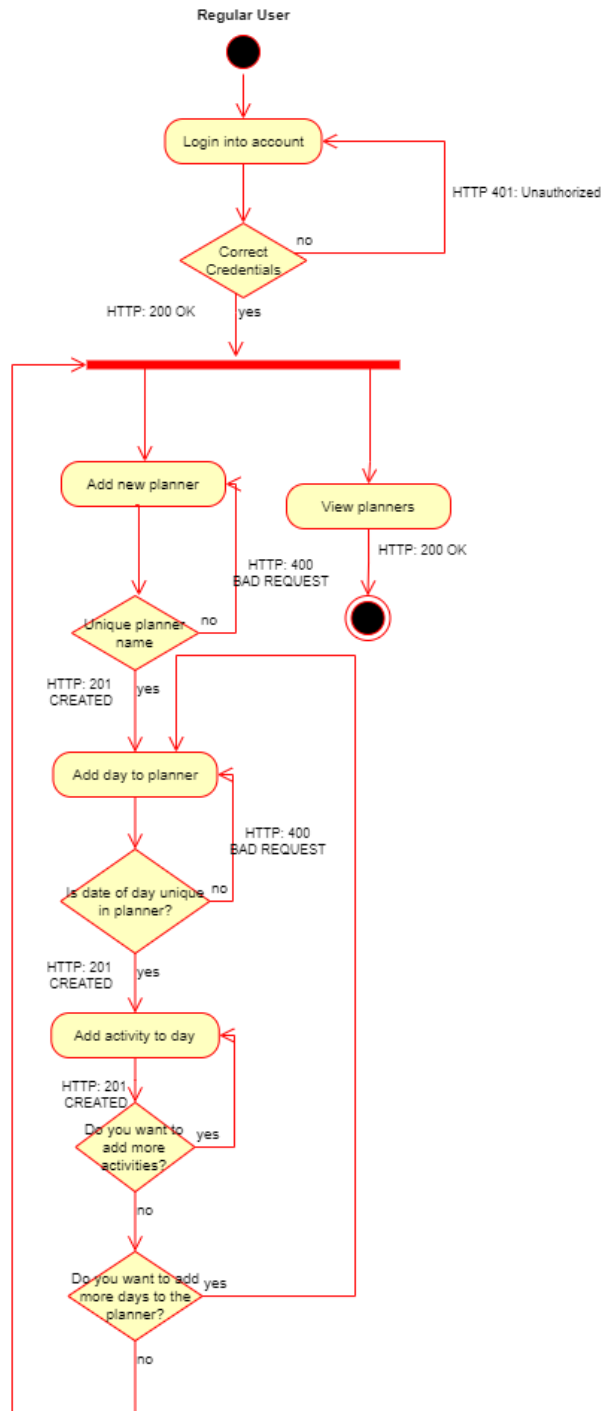 Regular User
Login into account
HTTP 401: Unauthorized
no
Correct
Credentials
HTTP: 200 OK
yes
Add new planner
View planners
HTTP: 200 OK
HTTP: 400
BAD REQUEST
Unique planner
name
no
HTTP: 201
CREATED
yes
Add day to planner
HTTP: 400
BAD REQUEST
Is date of day unique
in planner?
no
HTTP: 201
CREATED
yes
Add activity to day
HTTP: 201
CREATED
Do you want to
add more
activities?
yes
no
Do you want to add
more days to the
planner?
yes
no